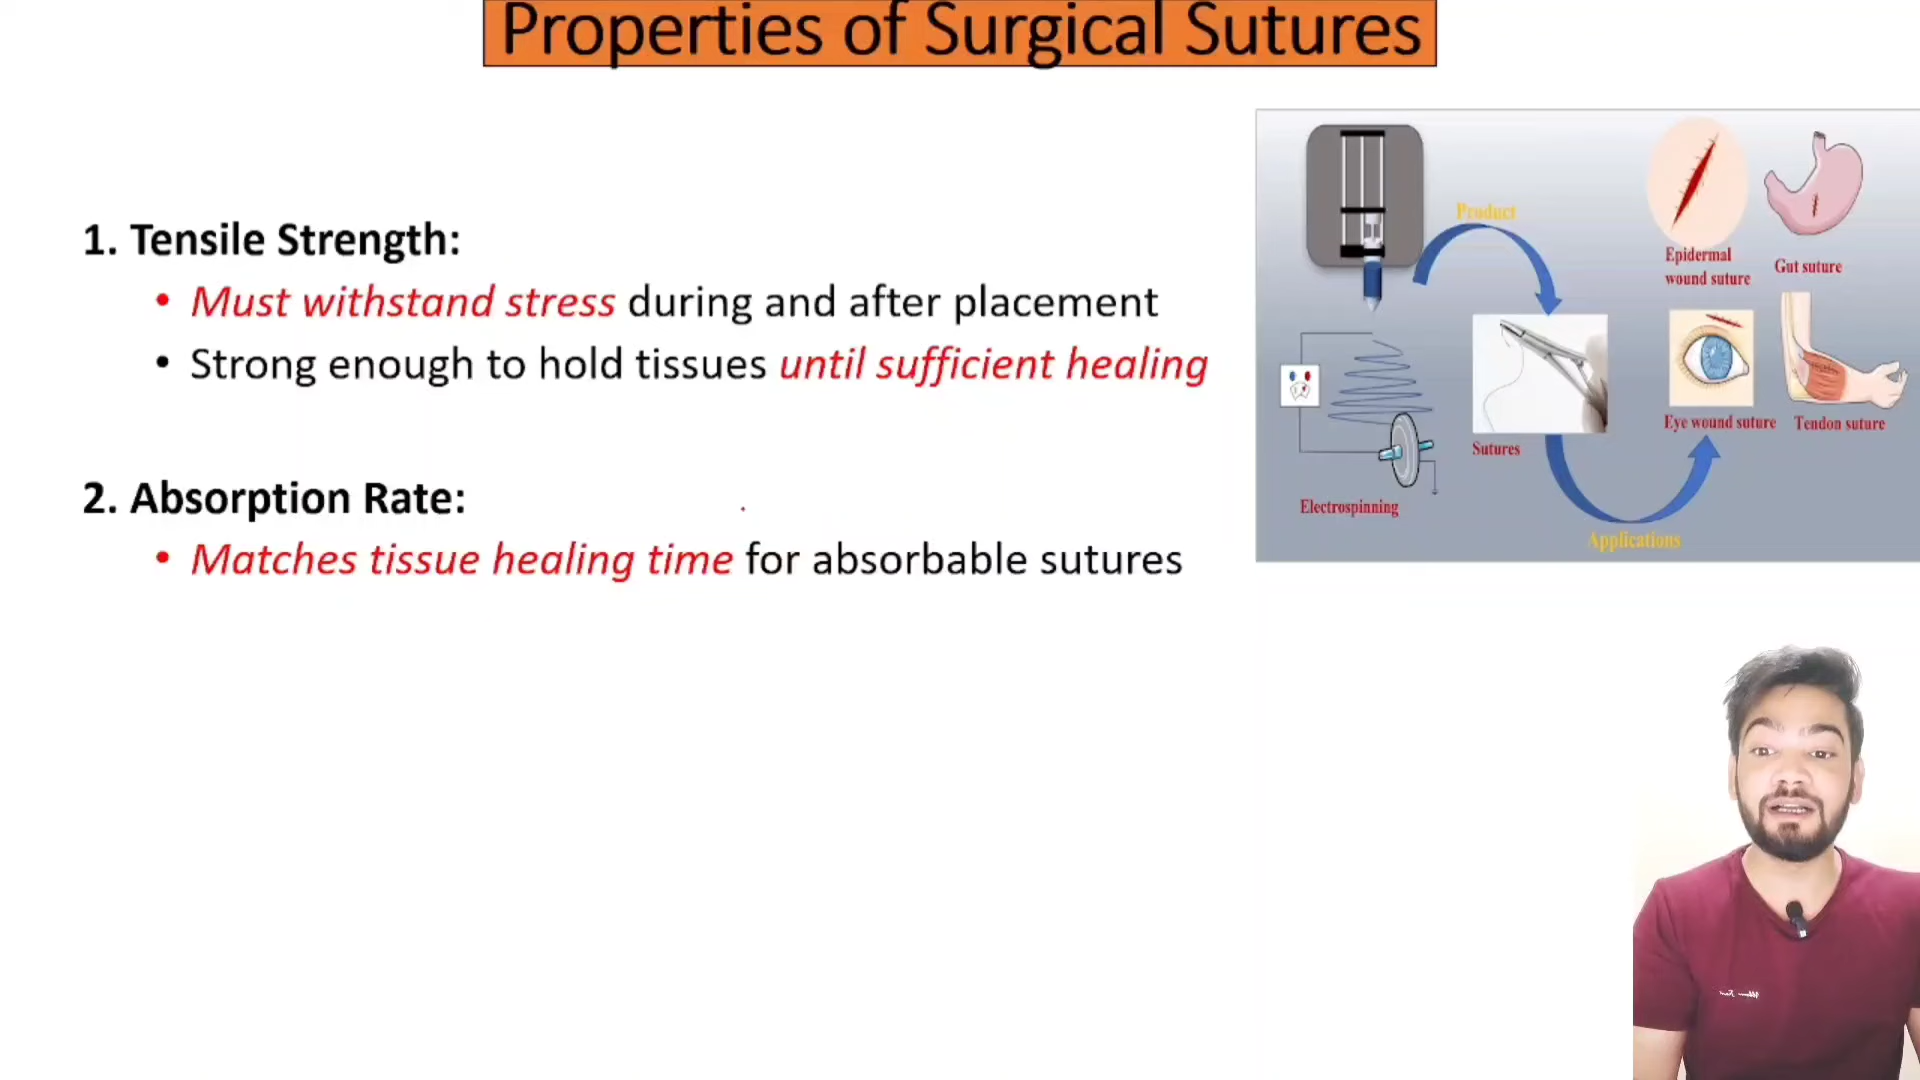 Properties of Surgical Sutures
1. Tensile Strength:
• Must withstand stress during and after placement
• Strong enough to hold tissues until sufficient healing
2. Absorption Rate:
• Matches tissue healing time for absorbable sutures
Product
Epidermal
wound suture
Gut suture
Eye wound suture
Tendon suture
Sutures
Electrospinning
Applications